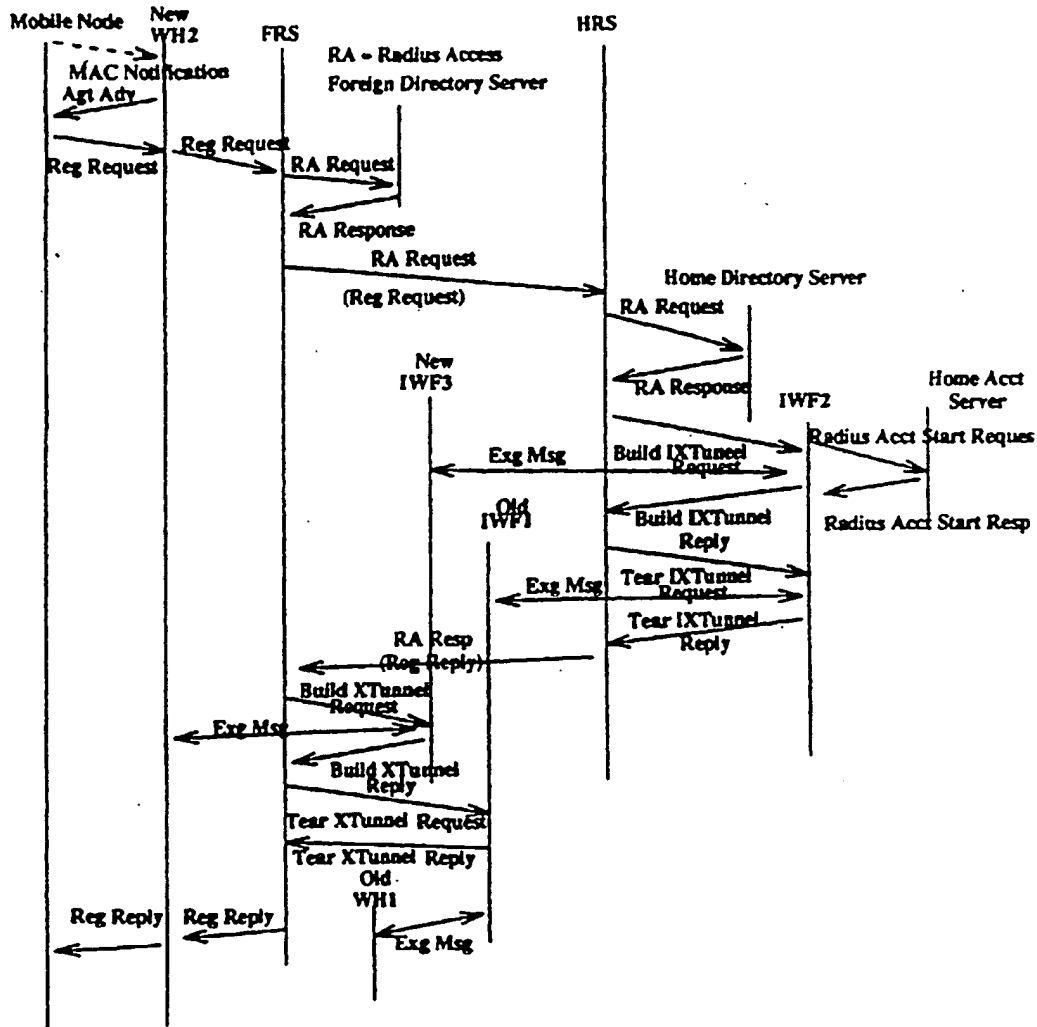 Mobile Node
New
WH2
FRS
HRS
RA - Radius Access
Foreign Directory Server
MAC Notification
Agt Adv
Reg Request
Reg Request
RA Request
RA Response
RA Request
(Reg Request)
Home Directory Server
RA Request
RA Response
New
IWF3
IWF2
Home Acct
Server
Radius Acct Start Reques
Exg Msg
Build IXTunnel
Request
Old
IWF1
Build IXTunnel
Reply
Radius Acct Start Resp
Exg Msg
Tear IXTunnel
Request
Tear IXTunnel
Reply
RA Resp
(Rog Reply)
Build XTunnel
Request
Exg Msg
Build XTunnel
Reply
Tear XTunnel Request
Tear XTunnel Reply
Old
WH1
Reg Reply
Reg Reply
Exg Msg